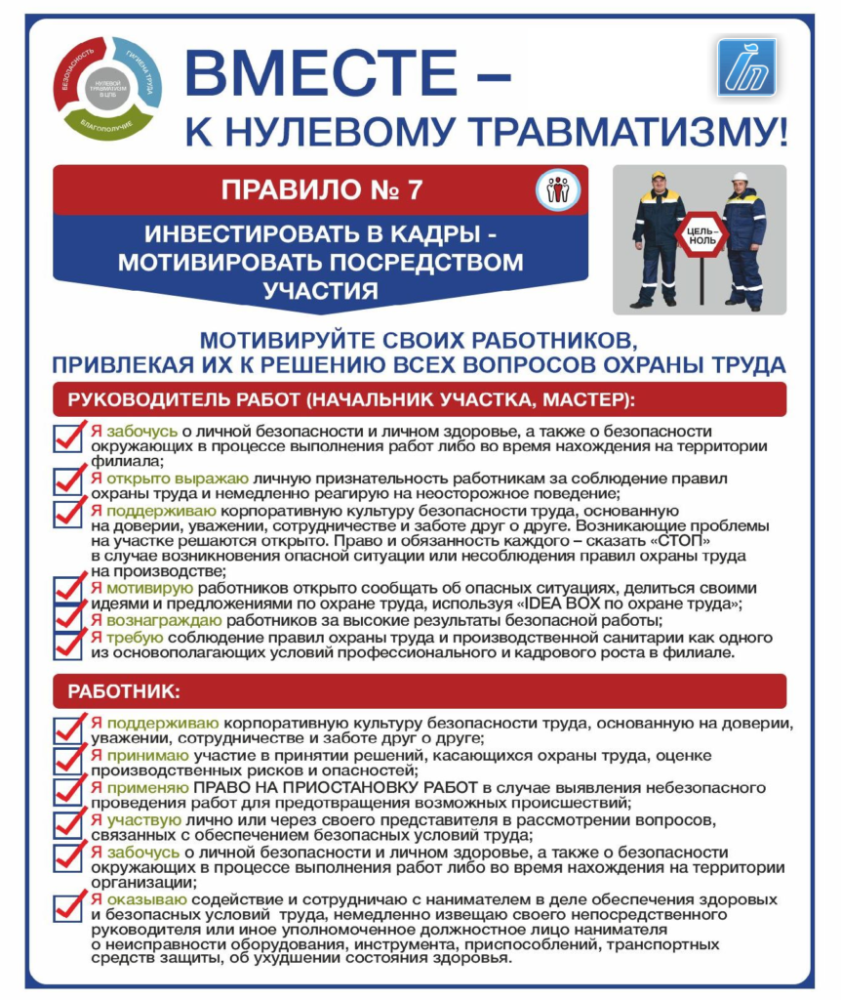 БЕЗОПАСНОСТЬ
ГИГИЕНА ТРУДА
БЛАГОПОЛУЧИЕ
НУЛЕВОЙ
ТРАВМАТИЗМ
В ЦПБ
ВМЕСТЕ –
К НУЛЕВОМУ ТРАВМАТИЗМУ!
ПРАВИЛО № 7
ИНВЕСТИРОВАТЬ В КАДРЫ -
МОТИВИРОВАТЬ ПОСРЕДСТВОМ
УЧАСТИЯ
ЦЕЛЬ –
НОЛЬ
МОТИВИРУЙТЕ СВОИХ РАБОТНИКОВ,
ПРИВЛЕКАЯ ИХ К РЕШЕНИЮ ВСЕХ ВОПРОСОВ ОХРАНЫ ТРУДА
РУКОВОДИТЕЛЬ РАБОТ (НАЧАЛЬНИК УЧАСТКА, МАСТЕР):
Я забочусь о личной безопасности и личном здоровье, а также о безопасности
окружающих в процессе выполнения работ либо во время нахождения на территории
филиала;
Я открыто выражаю личную признательность работникам за соблюдение правил
охраны труда и немедленно реагирую на неосторожное поведение;
Я поддерживаю корпоративную культуру безопасности труда, основанную
на доверии, уважении, сотрудничестве и заботе друг о друге. Возникающие проблемы
на участке решаются открыто. Право и обязанность каждого – сказать «СТОП»
в случае возникновения опасной ситуации или несоблюдения правил охраны труда
на производстве;
Я мотивирую работников открыто сообщать об опасных ситуациях, делиться своими
идеями и предложениями по охране труда, используя «IDEA BOX по охране труда»;
Я вознаграждаю работников за высокие результаты безопасной работы;
Я требую соблюдение правил охраны труда и производственной санитарии как одного
из основополагающих условий профессионального и кадрового роста в филиале.
РАБОТНИК:
Я поддерживаю корпоративную культуру безопасности труда, основанную на доверии,
уважении, сотрудничестве и заботе друг о друге;
Я принимаю участие в принятии решений, касающихся охраны труда, оценке
производственных рисков и опасностей;
Я применяю ПРАВО НА ПРИОСТАНОВКУ РАБОТ в случае выявления небезопасного
проведения работ для предотвращения возможных происшествий;
Я участвую лично или через своего представителя в рассмотрении вопросов,
связанных с обеспечением безопасных условий труда;
Я забочусь о личной безопасности и личном здоровье, а также о безопасности
окружающих в процессе выполнения работ либо во время нахождения на территории
организации;
Я оказываю содействие и сотрудничаю с нанимателем в деле обеспечения здоровых
и безопасных условий труда, немедленно извещаю своего непосредственного
руководителя или иное уполномоченное должностное лицо нанимателя
о неисправности оборудования, инструмента, приспособлений, транспортных
средств защиты, об ухудшении состояния здоровья.